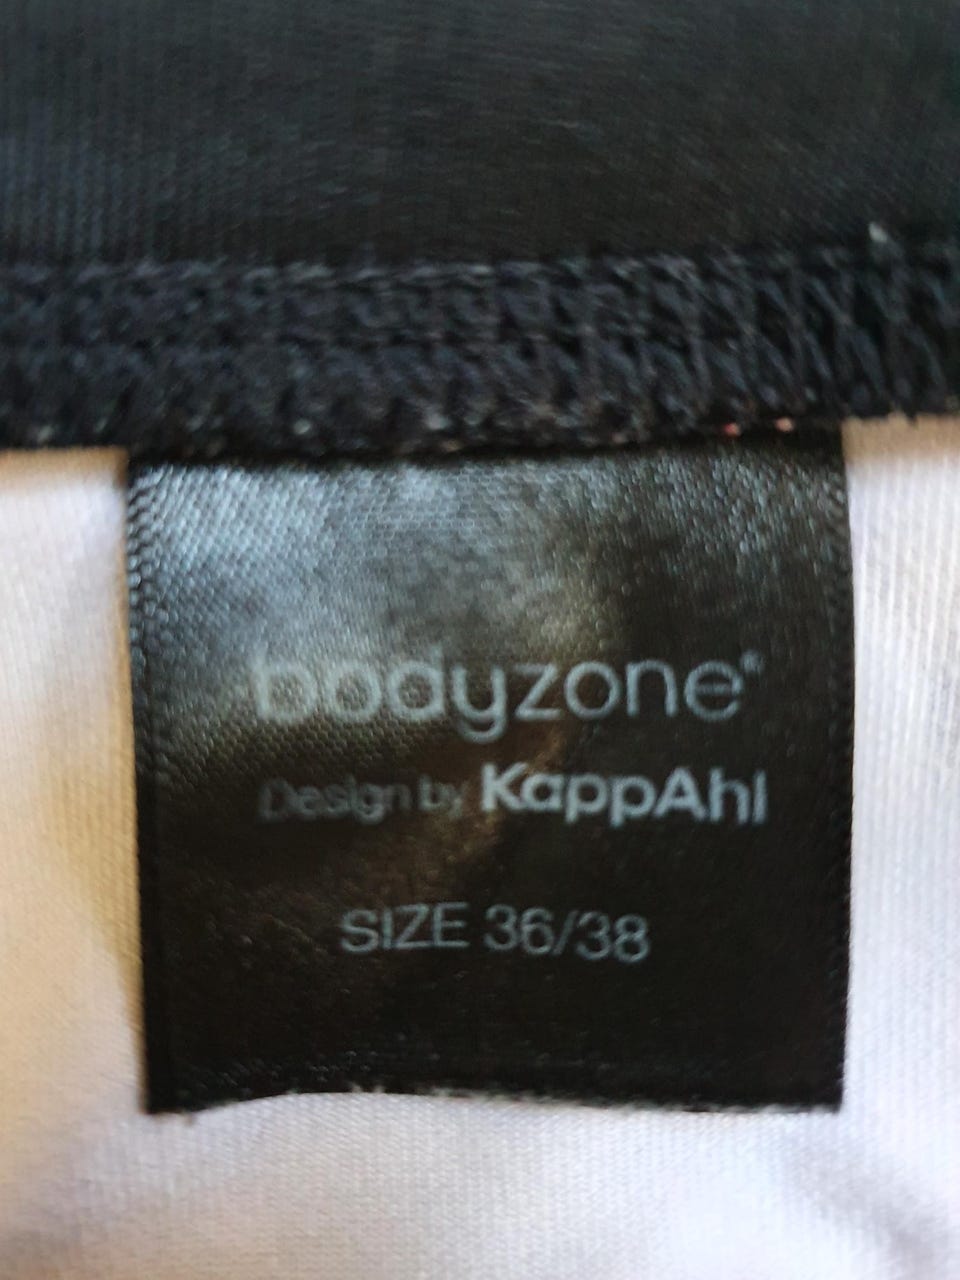 bodyzone®
Design by KappAhl
SIZE 36/38